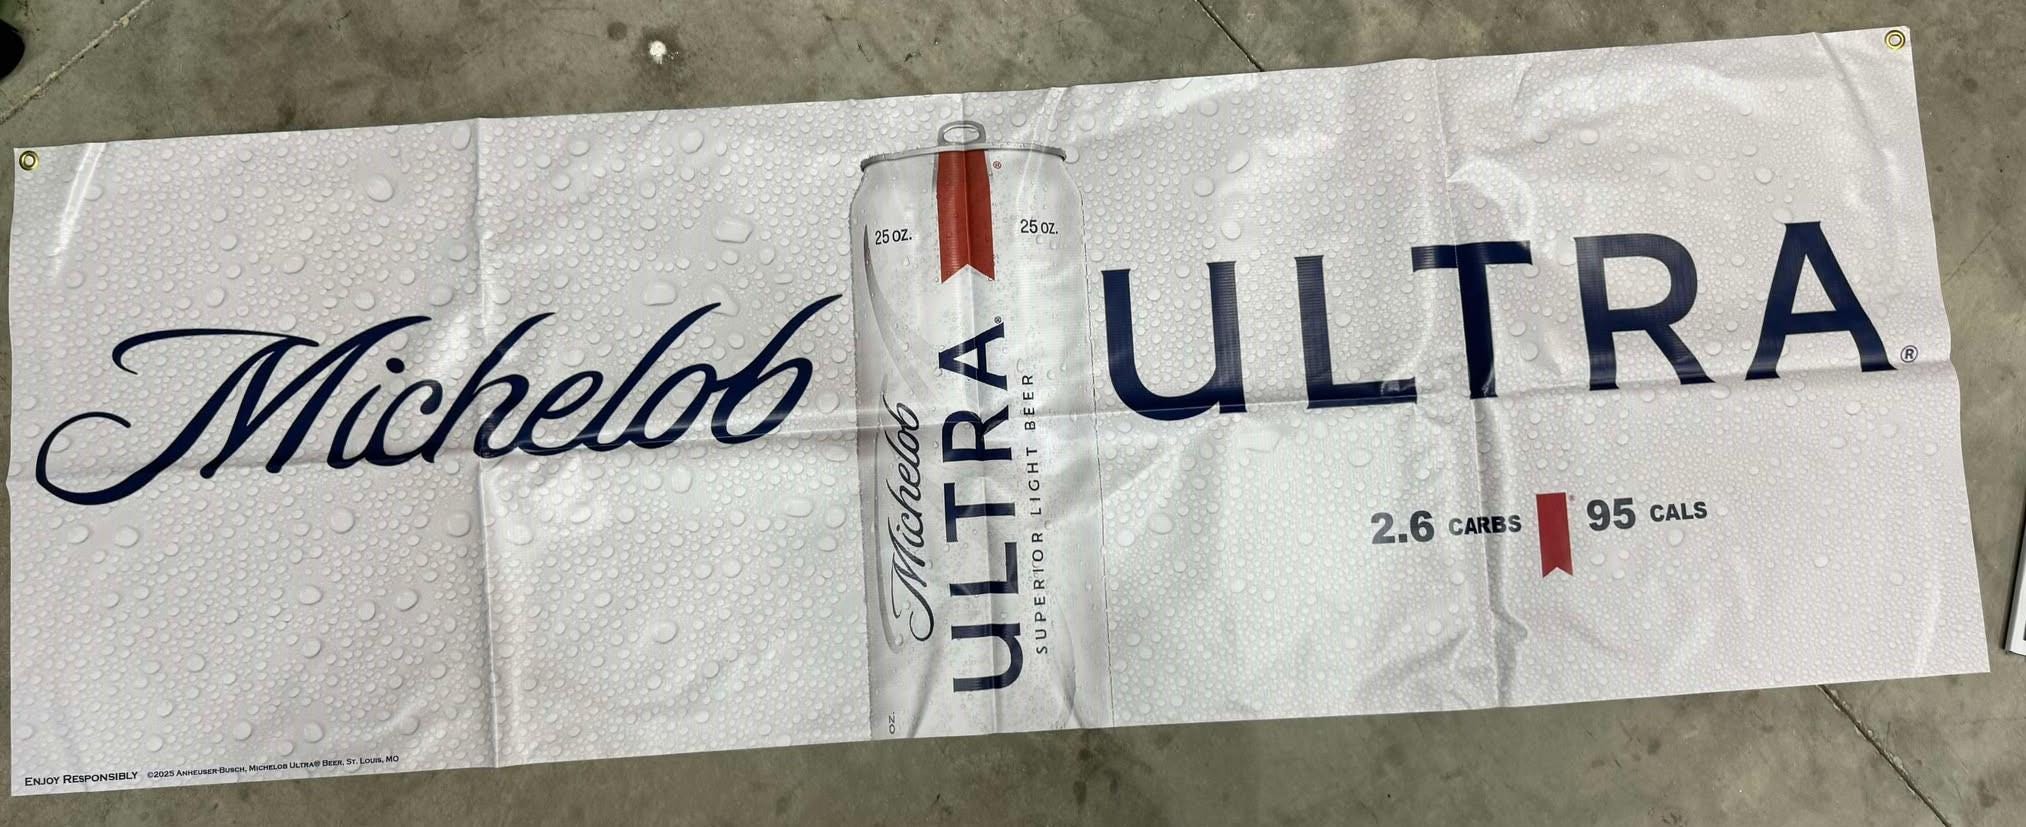 Michelob ULTRA®
25 OZ. 25 OZ.
®
Michelob
ULTRA®
SUPERIOR LIGHT BEER
OZ.
2.6 CARBS 95 CALS
ENJOY RESPONSIBLY ©2025 ANHEUSER-BUSCH, MICHELOB ULTRA® BEER, ST. LOUIS, MO